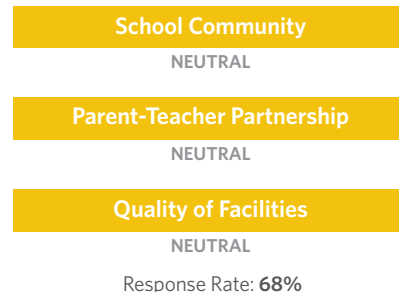 School Community
NEUTRAL
Parent-Teacher Partnership
NEUTRAL
Quality of Facilities
NEUTRAL
Response Rate: 68%